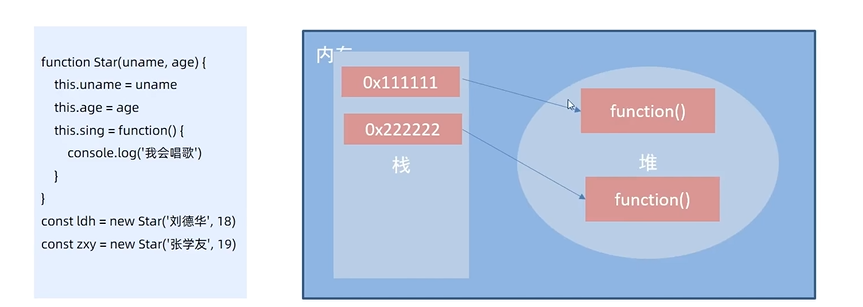 function Star(uname, age) {
this.uname = uname
this.age = age
this.sing = function() {
console.log('我会唱歌')
}
}
const ldh = new Star('刘德华', 18)
const zxy = new Star('张学友', 19)
内存
0x111111
0x222222
栈
function()
堆
function()